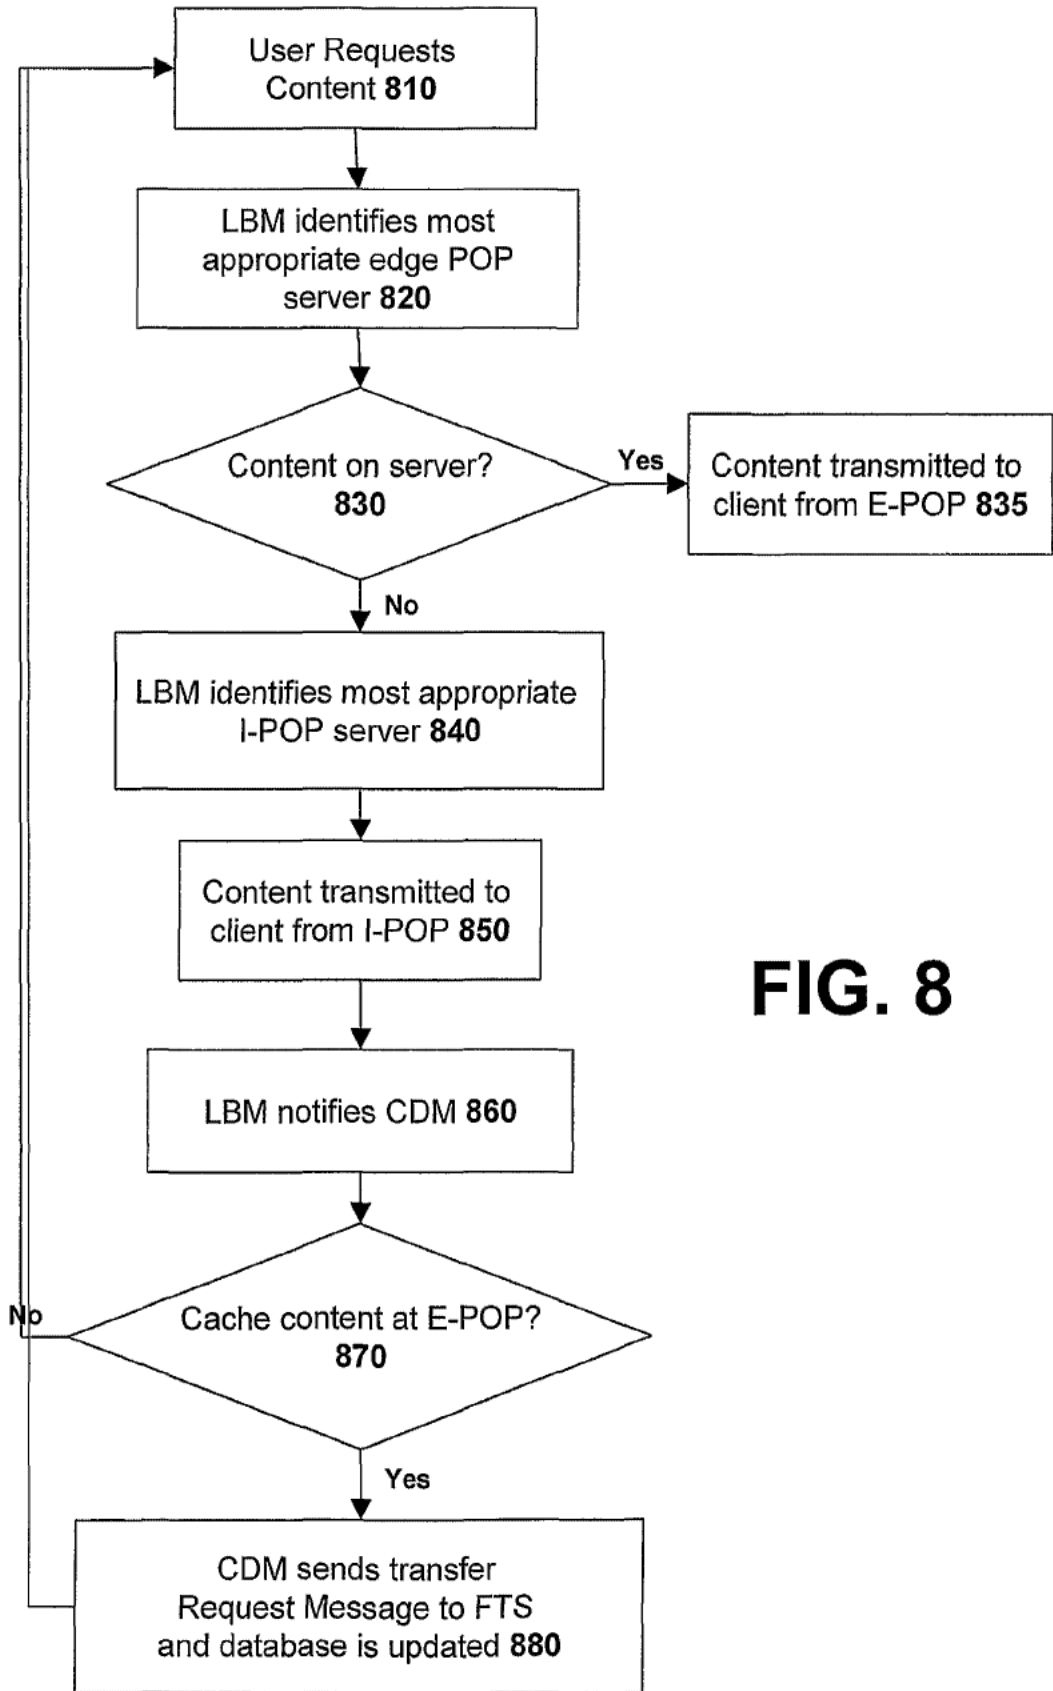 User Requests
Content 810
LBM identifies most
appropriate edge POP
server 820
Content on server?
830
Yes
Content transmitted to
client from E-POP 835
No
LBM identifies most appropriate
I-POP server 840
Content transmitted to
client from I-POP 850
FIG. 8
LBM notifies CDM 860
Cache content at E-POP?
870
No
Yes
CDM sends transfer
Request Message to FTS
and database is updated 880